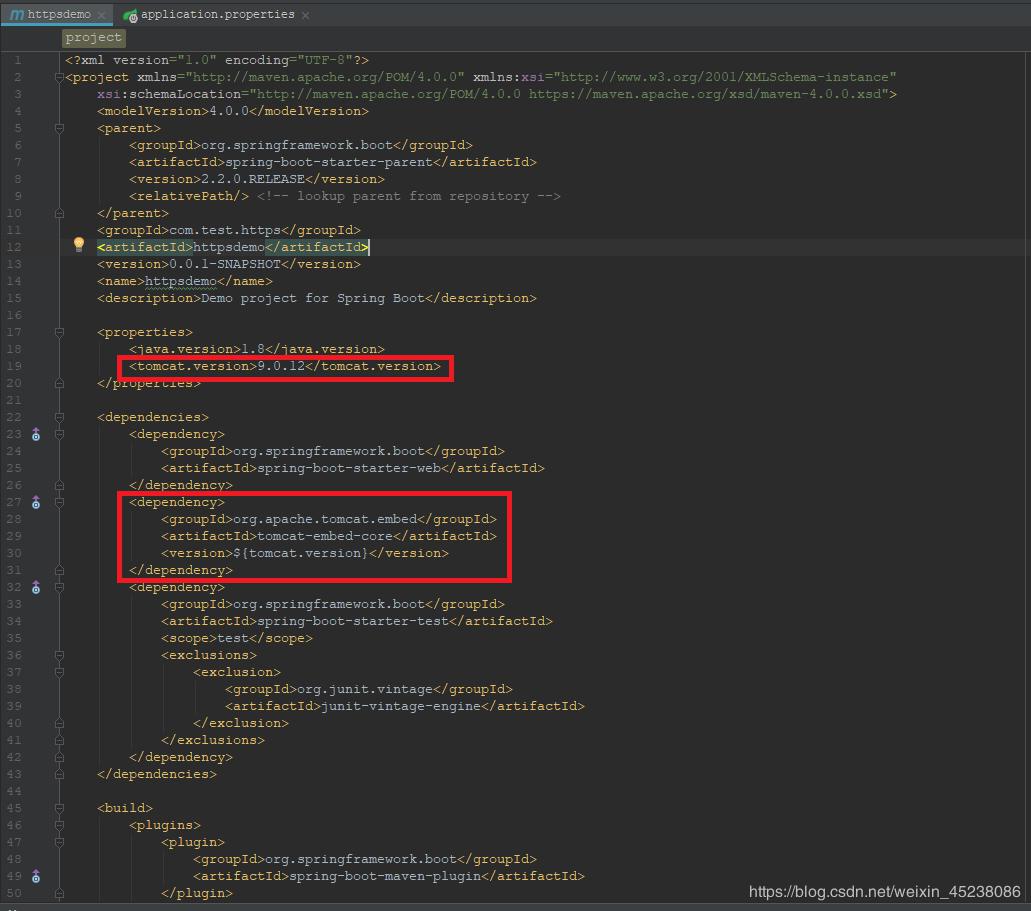 httpsdemo
application.properties
project
1 <?xml version="1.0" encoding="UTF-8"?>
2 <project xmlns="http://maven.apache.org/POM/4.0.0" xmlns:xsi="http://www.w3.org/2001/XMLSchema-instance"
3 xsi:schemaLocation="http://maven.apache.org/POM/4.0.0 https://maven.apache.org/xsd/maven-4.0.0.xsd">
4 <modelVersion>4.0.0</modelVersion>
5 <parent>
6 <groupId>org.springframework.boot</groupId>
7 <artifactId>spring-boot-starter-parent</artifactId>
8 <version>2.2.0.RELEASE</version>
9 <relativePath/> <!-- lookup parent from repository -->
10 </parent>
11 <groupId>com.test.https</groupId>
12 <artifactId>httpsdemo</artifactId>
13 <version>0.0.1-SNAPSHOT</version>
14 <name>httpsdemo</name>
15 <description>Demo project for Spring Boot</description>
16
17 <properties>
18 <java.version>1.8</java.version>
19 <tomcat.version>9.0.12</tomcat.version>
20 </properties>
21
22 <dependencies>
23 <dependency>
24 <groupId>org.springframework.boot</groupId>
25 <artifactId>spring-boot-starter-web</artifactId>
26 </dependency>
27 <dependency>
28 <groupId>org.apache.tomcat.embed</groupId>
29 <artifactId>tomcat-embed-core</artifactId>
30 <version>${tomcat.version}</version>
31 </dependency>
32 <dependency>
33 <groupId>org.springframework.boot</groupId>
34 <artifactId>spring-boot-starter-test</artifactId>
35 <scope>test</scope>
36 <exclusions>
37 <exclusion>
38 <groupId>org.junit.vintage</groupId>
39 <artifactId>junit-vintage-engine</artifactId>
40 </exclusion>
41 </exclusions>
42 </dependency>
43 </dependencies>
44
45 <build>
46 <plugins>
47 <plugin>
48 <groupId>org.springframework.boot</groupId>
49 <artifactId>spring-boot-maven-plugin</artifactId>
50 </plugin>
https://blog.csdn.net/weixin_45238086